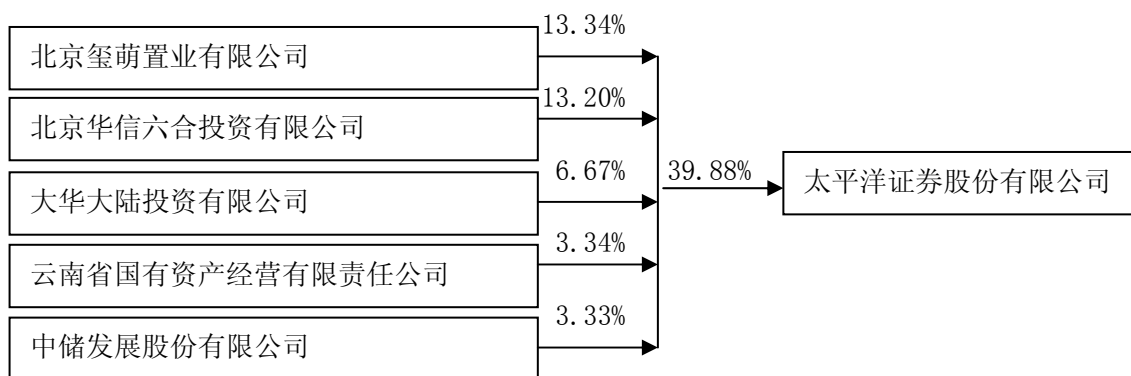 13.34%
北京玺萌置业有限公司
13.20%
北京华信六合投资有限公司
6.67%
大华大陆投资有限公司
39.88%
太平洋证券股份有限公司
3.34%
云南省国有资产经营有限责任公司
3.33%
中储发展股份有限公司